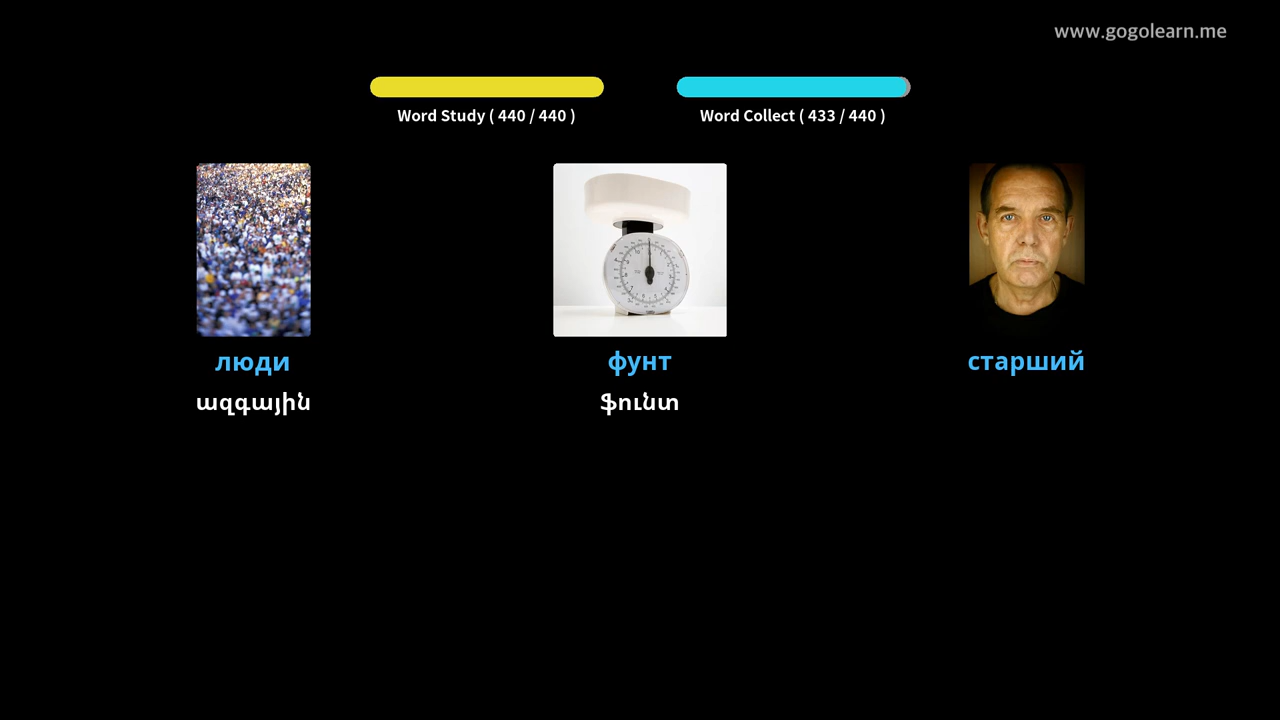 www.gogolearn.me
Word Study ( 440 / 440 )
Word Collect ( 433 / 440 )
люди
фунт
старший
ազգային
ֆունտ